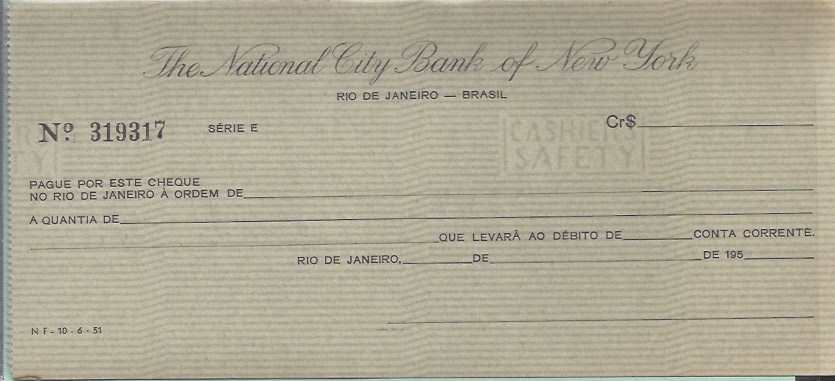 The National City Bank of New York
RIO DE JANEIRO — BRASIL
Nº 319317 SÉRIE E Cr$
CASHIERS
SAFETY
PAGUE POR ESTE CHEQUE
NO RIO DE JANEIRO À ORDEM DE
A QUANTIA DE
QUE LEVARÁ AO DÉBITO DE CONTA CORRENTE.
RIO DE JANEIRO, DE DE 195
N F - 10 - 6 - 51